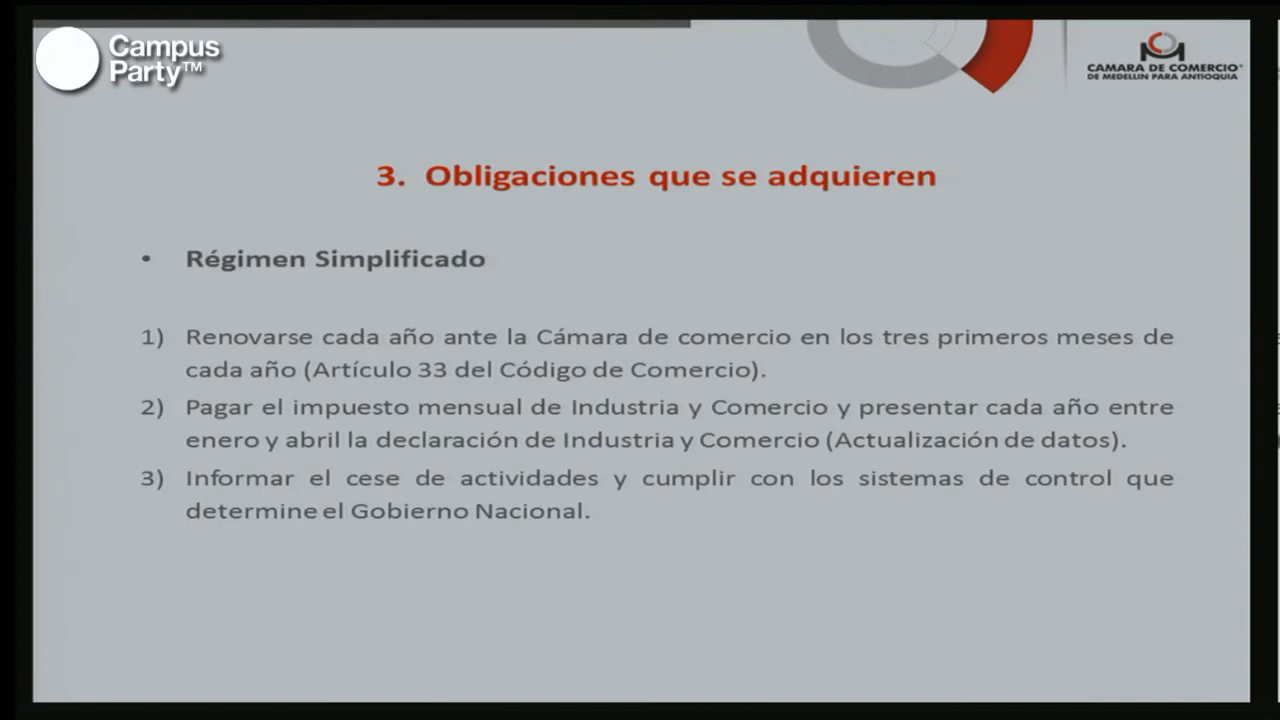 Campus
Party™
CAMARA DE COMERCIO
DE MEDELLIN PARA ANTIOQUIA
3. Obligaciones que se adquieren
• Régimen Simplificado
1) Renovarse cada año ante la Cámara de comercio en los tres primeros meses de
cada año (Artículo 33 del Código de Comercio).
2) Pagar el impuesto mensual de Industria y Comercio y presentar cada año entre
enero y abril la declaración de Industria y Comercio (Actualización de datos).
3) Informar el cese de actividades y cumplir con los sistemas de control que
determine el Gobierno Nacional.